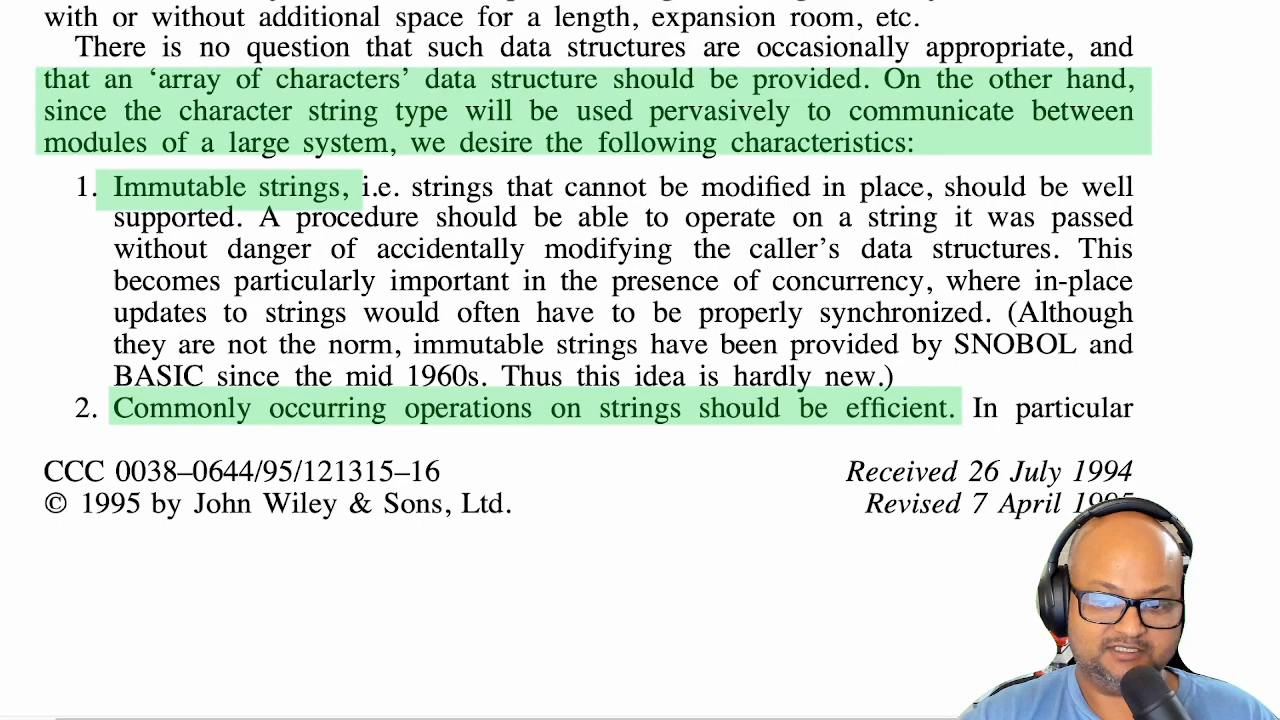 with or without additional space for a length, expansion room, etc.
There is no question that such data structures are occasionally appropriate, and
that an ‘array of characters’ data structure should be provided. On the other hand,
since the character string type will be used pervasively to communicate between
modules of a large system, we desire the following characteristics:
1. Immutable strings, i.e. strings that cannot be modified in place, should be well
supported. A procedure should be able to operate on a string it was passed
without danger of accidentally modifying the caller’s data structures. This
becomes particularly important in the presence of concurrency, where in-place
updates to strings would often have to be properly synchronized. (Although
they are not the norm, immutable strings have been provided by SNOBOL and
BASIC since the mid 1960s. Thus this idea is hardly new.)
2. Commonly occurring operations on strings should be efficient. In particular
CCC 0038–0644/95/121315–16
Received 26 July 1994
© 1995 by John Wiley & Sons, Ltd.
Revised 7 April 1995